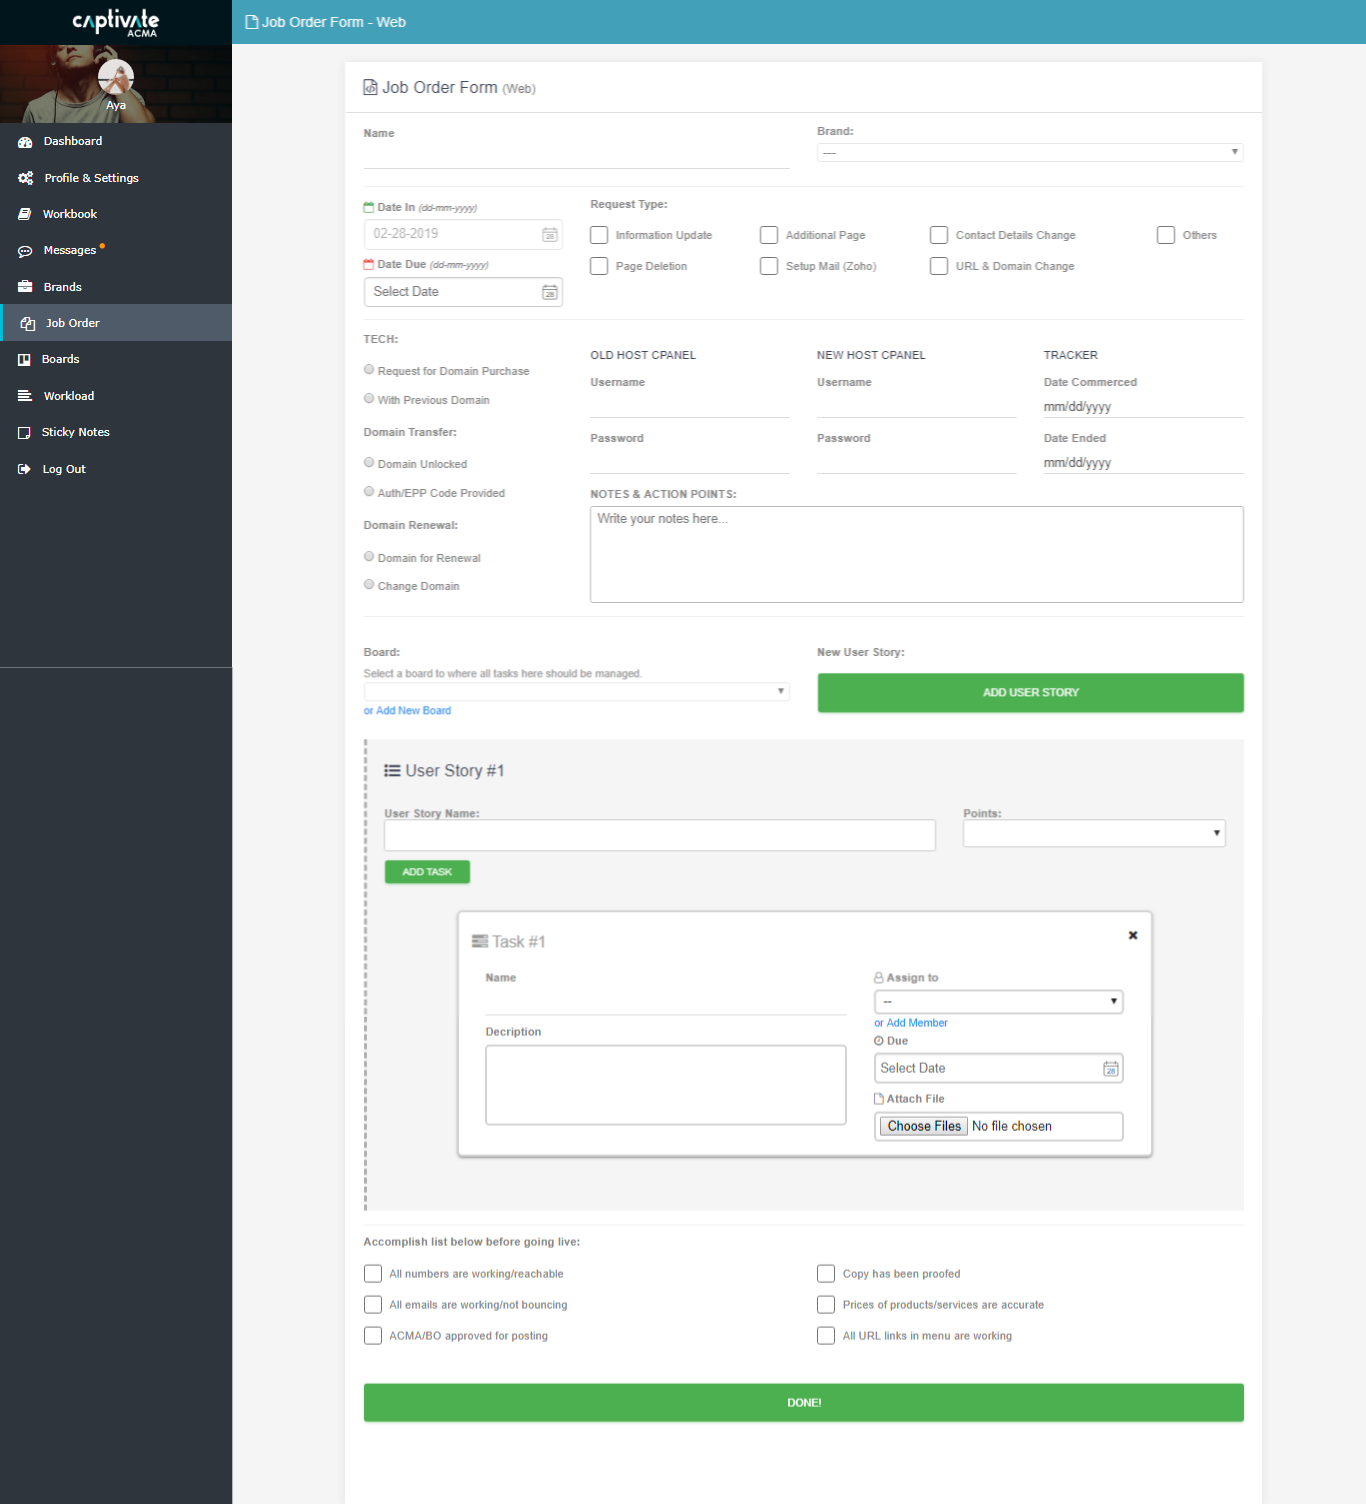 captivate
ACMA
Aya
Dashboard
Profile & Settings
Workbook
Messages
Brands
Job Order
Boards
Workload
Sticky Notes
Log Out
Job Order Form - Web
Job Order Form (Web)
Name
Brand:
---
Date In (dd-mm-yyyy)
02-28-2019
28
Date Due (dd-mm-yyyy)
Select Date
28
Request Type:
Information Update
Additional Page
Contact Details Change
Others
Page Deletion
Setup Mail (Zoho)
URL & Domain Change
TECH:
Request for Domain Purchase
With Previous Domain
Domain Transfer:
Domain Unlocked
Auth/EPP Code Provided
Domain Renewal:
Domain for Renewal
Change Domain
OLD HOST CPANEL
Username
Password
NEW HOST CPANEL
Username
Password
TRACKER
Date Commerced
mm/dd/yyyy
Date Ended
mm/dd/yyyy
NOTES & ACTION POINTS:
Write your notes here...
Board:
Select a board to where all tasks here should be managed.
or Add New Board
New User Story:
ADD USER STORY
User Story #1
User Story Name:
Points:
ADD TASK
Task #1
Name
Decription
Assign to
--
or Add Member
Due
Select Date
28
Attach File
Choose Files No file chosen
Accomplish list below before going live:
All numbers are working/reachable
Copy has been proofed
All emails are working/not bouncing
Prices of products/services are accurate
ACMA/BO approved for posting
All URL links in menu are working
DONE!